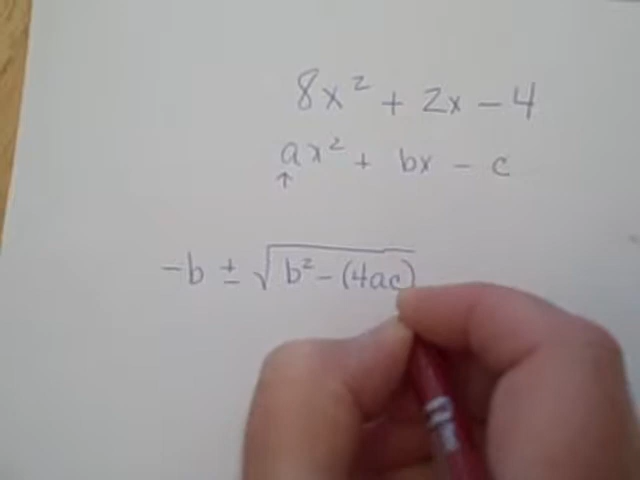 8x² + 2x - 4
ax² + bx - c
↑
-b ± √b² - (4ac)